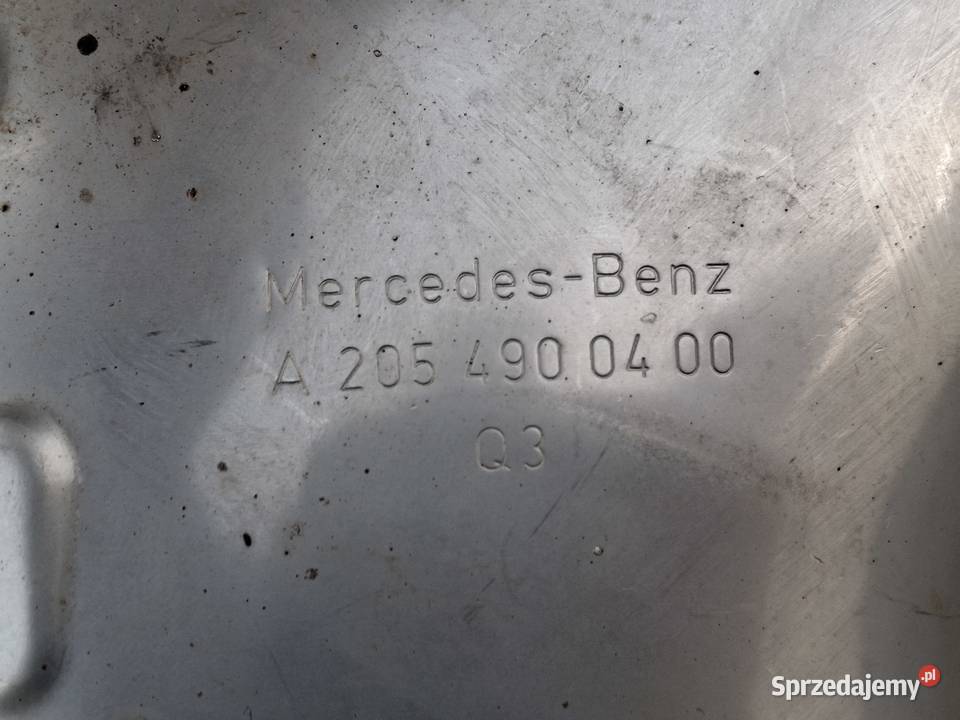 Mercedes-Benz
A 205 490 04 00
Q3
Sprzedajemy.pl